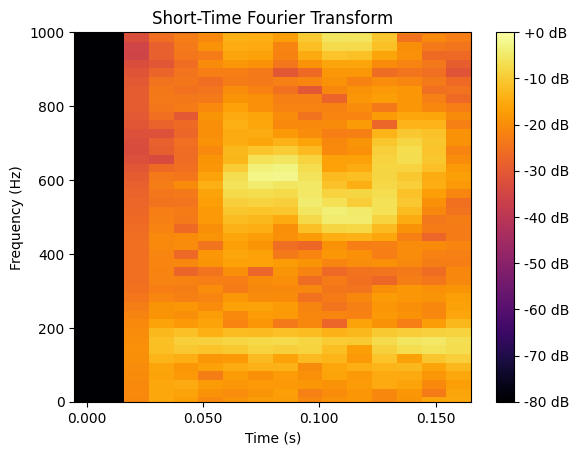 Short-Time Fourier Transform
1000
800
600
400
200
0
Frequency (Hz)
0.000
0.050
0.100
0.150
Time (s)
+0 dB
-10 dB
-20 dB
-30 dB
-40 dB
-50 dB
-60 dB
-70 dB
-80 dB